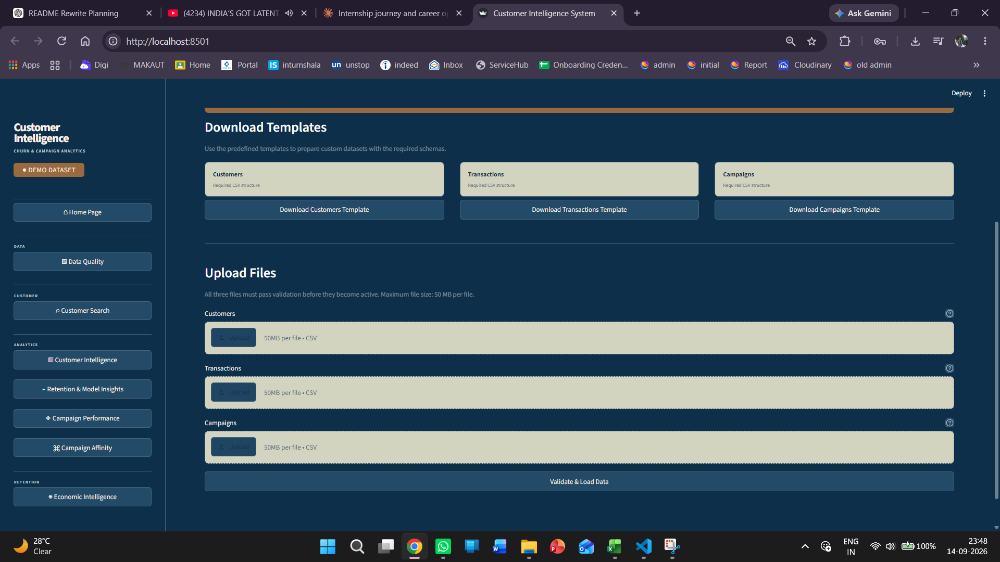 README Rewrite Planning
(4234) INDIA'S GOT LATENT
Internship journey and career op
Customer Intelligence System
Ask Gemini
http://localhost:8501
Apps
Digi
MAKAUT
Home
Portal
IS inturnshala
un unstop
indeed
Inbox
ServiceHub
Onboarding Creden...
admin
initial
Report
Cloudinary
old admin
Deploy
Customer
Intelligence
CHURN & CAMPAIGN ANALYTICS
DEMO DATASET
Home Page
DATA
Data Quality
CUSTOMER
Customer Search
ANALYTICS
Customer Intelligence
Retention & Model Insights
Campaign Performance
Campaign Affinity
RETENTION
Economic Intelligence
Download Templates
Use the predefined templates to prepare custom datasets with the required schemas.
Customers
Required CSV structure
Download Customers Template
Transactions
Required CSV structure
Download Transactions Template
Campaigns
Required CSV structure
Download Campaigns Template
Upload Files
All three files must pass validation before they become active. Maximum file size: 50 MB per file.
Customers
Upload
50MB per file • CSV
Transactions
Upload
50MB per file • CSV
Campaigns
Upload
50MB per file • CSV
Validate & Load Data
28°C
Clear
ENG
IN
100%
23:48
14-09-2026